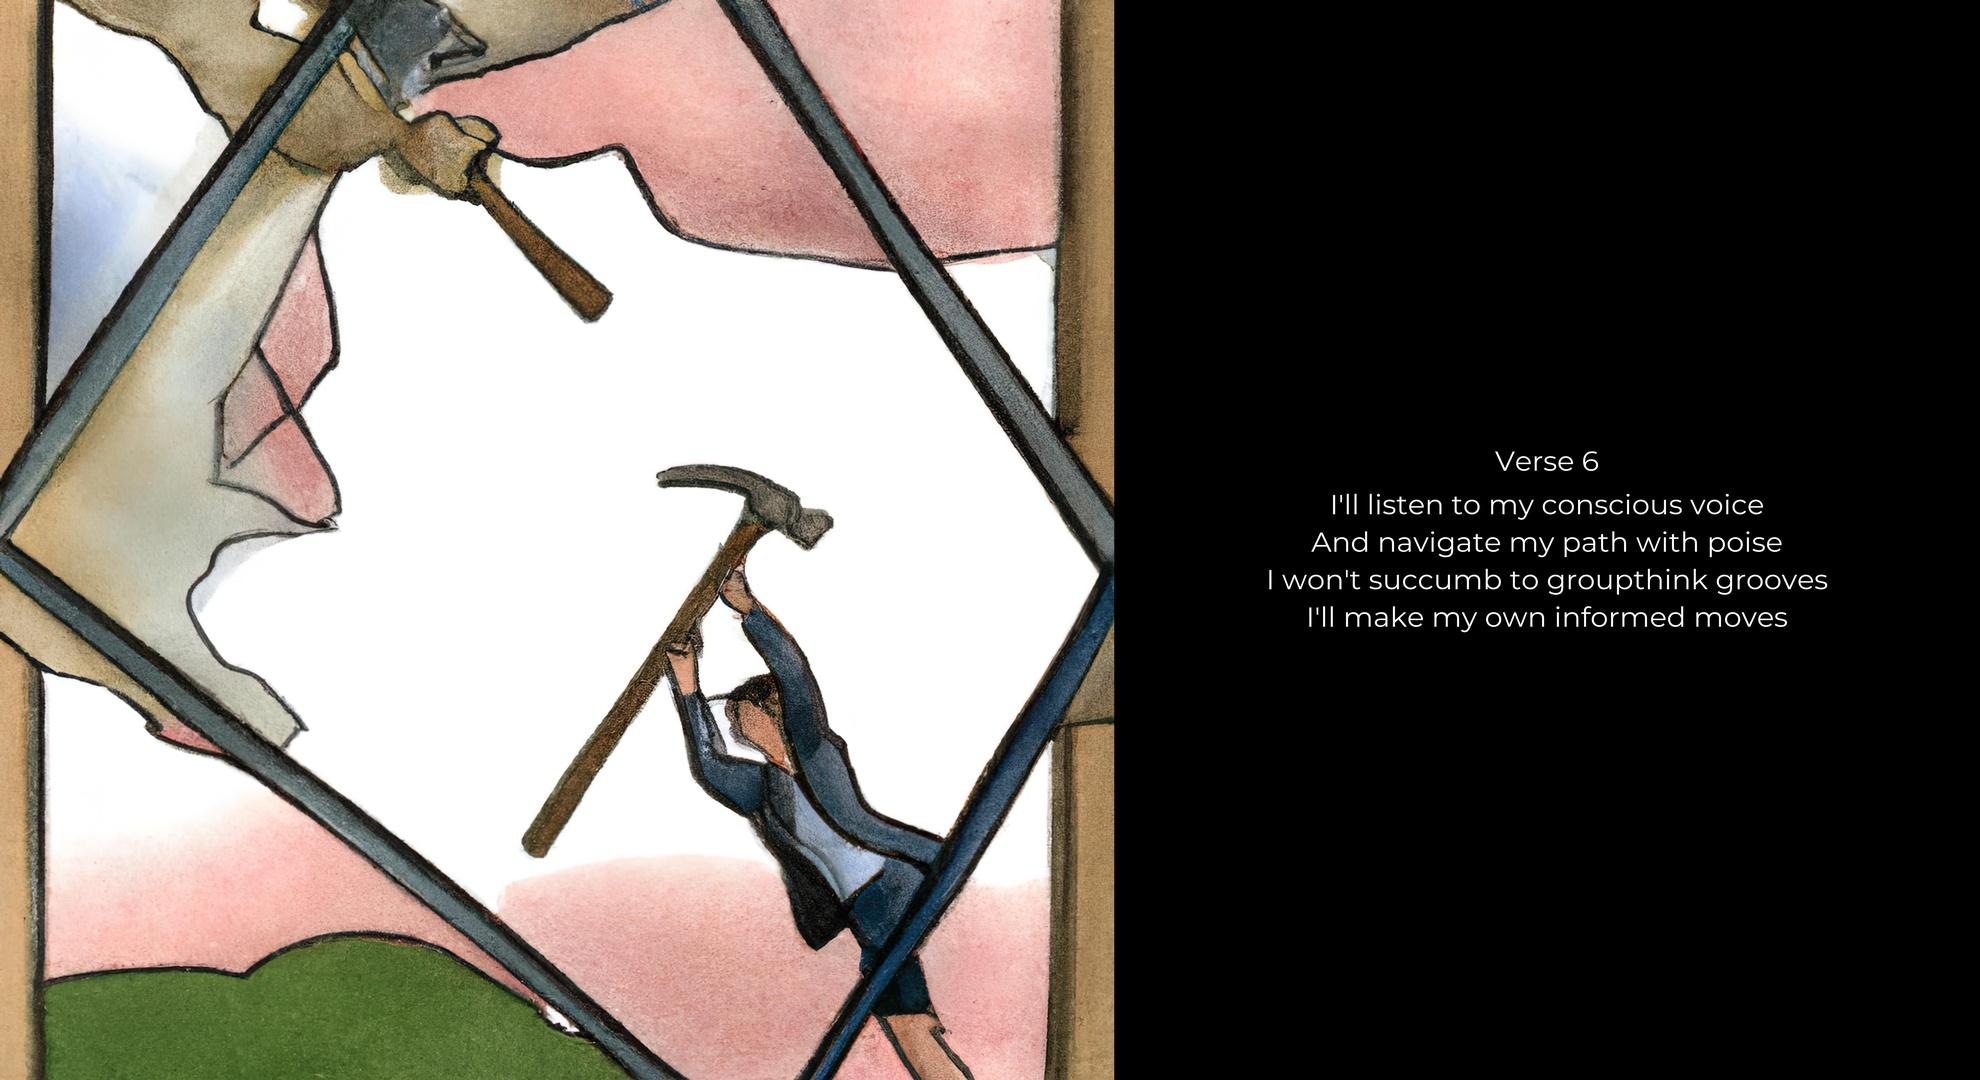 Verse 6
I'll listen to my conscious voice
And navigate my path with poise
I won't succumb to groupthink grooves
I'll make my own informed moves